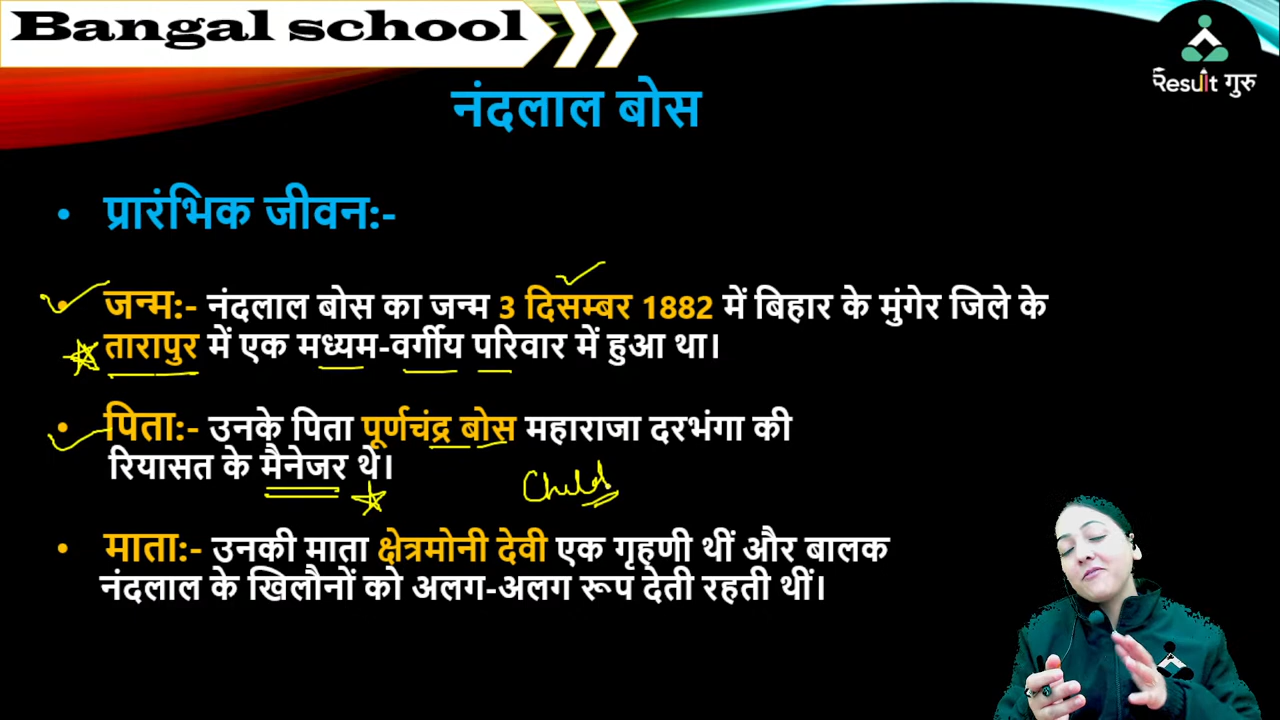 Bangal school
Result गुरु
नंदलाल बोस
• प्रारंभिक जीवन:-
• जन्म:- नंदलाल बोस का जन्म 3 दिसम्बर 1882 में बिहार के मुंगेर जिले के
तारापुर में एक मध्यम-वर्गीय परिवार में हुआ था।
• पिता:- उनके पिता पूर्णचंद्र बोस महाराजा दरभंगा की
रियासत के मैनेजर थे।
Child
• माता:- उनकी माता क्षेत्रमोनी देवी एक गृहणी थीं और बालक
नंदलाल के खिलौनों को अलग-अलग रूप देती रहती थीं।